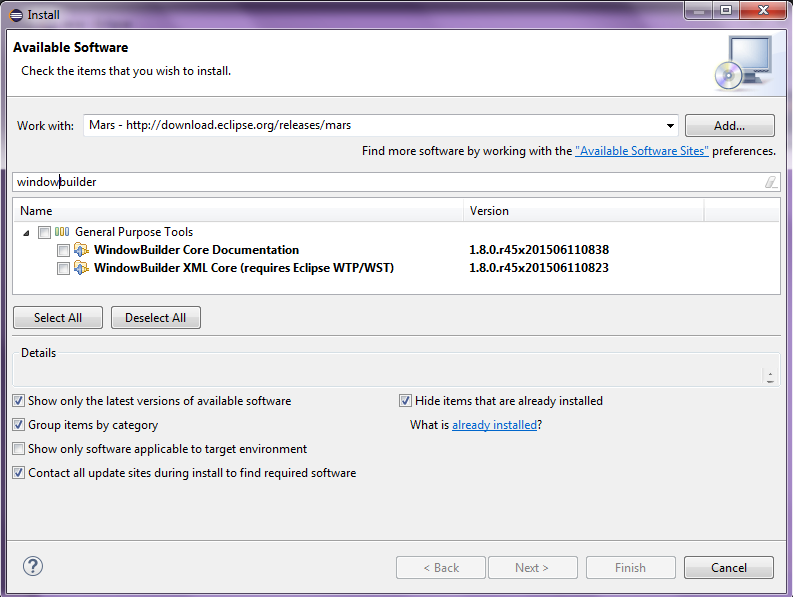 Install
Available Software
Check the items that you wish to install.
Work with: Mars - http://download.eclipse.org/releases/mars Add...
Find more software by working with the "Available Software Sites" preferences.
windowbuilder
Name Version
General Purpose Tools
WindowBuilder Core Documentation 1.8.0.r45x201506110838
WindowBuilder XML Core (requires Eclipse WTP/WST) 1.8.0.r45x201506110823
Select All Deselect All
Details
Show only the latest versions of available software Hide items that are already installed
Group items by category What is already installed?
Show only software applicable to target environment
Contact all update sites during install to find required software
? < Back Next > Finish Cancel